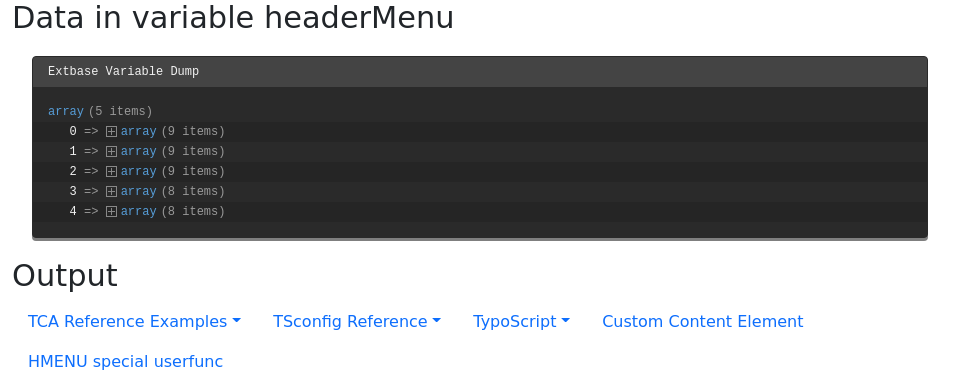 Data in variable headerMenu
Extbase Variable Dump
array (5 items)
0 => array (9 items)
1 => array (9 items)
2 => array (9 items)
3 => array (8 items)
4 => array (8 items)
Output
TCA Reference Examples TSconfig Reference TypoScript Custom Content Element
HMENU special userfunc